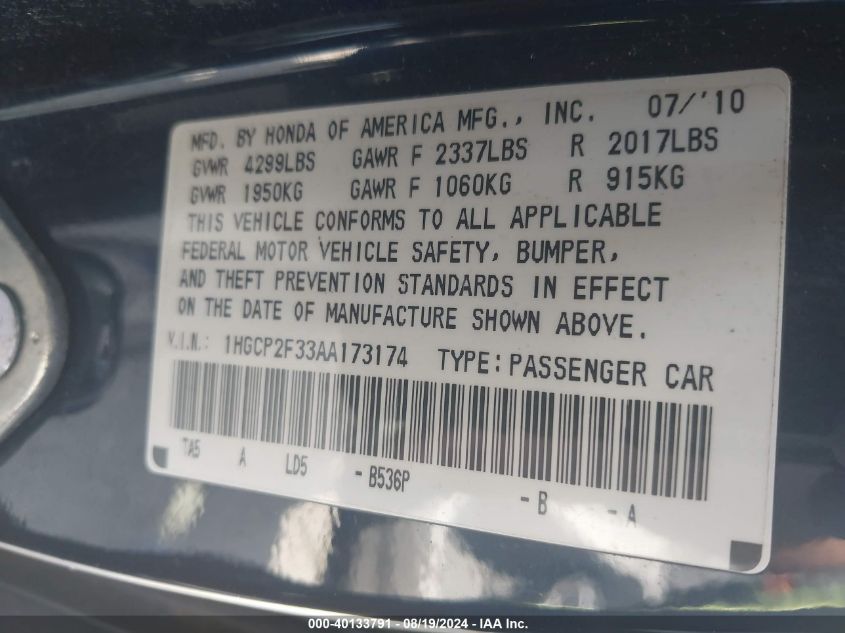 MFD. BY HONDA OF AMERICA MFG., INC. 07/'10
GVWR 4299LBS GAWR F 2337LBS R 2017LBS
GVWR 1950KG GAWR F 1060KG R 915KG
THIS VEHICLE CONFORMS TO ALL APPLICABLE
FEDERAL MOTOR VEHICLE SAFETY, BUMPER,
AND THEFT PREVENTION STANDARDS IN EFFECT
ON THE DATE OF MANUFACTURE SHOWN ABOVE.
V.I.N.: 1HGCP2F33AA173174 TYPE: PASSENGER CAR
TA5 A LD5 - B536P - B - A
000-40133791 - 08/19/2024 - IAA Inc.